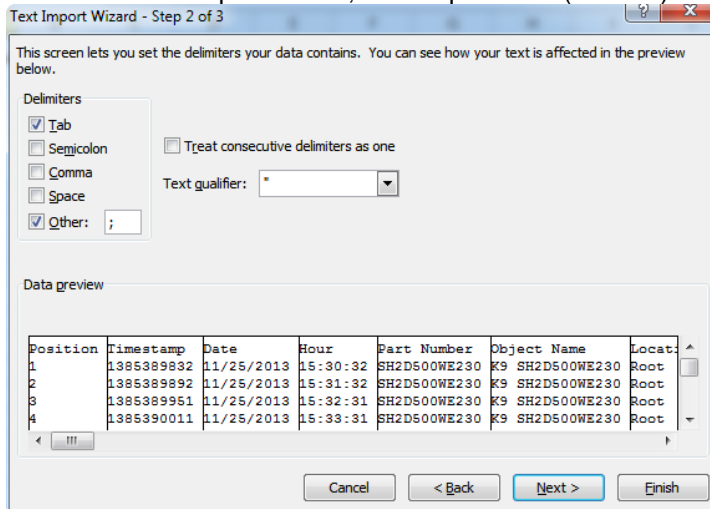 Text Import Wizard - Step 2 of 3
This screen lets you set the delimiters your data contains.  You can see how your text is affected in the preview
below.
Delimiters
Tab
Semicolon
Treat consecutive delimiters as one
Comma
Text qualifier: "
Space
Other: ;
Data preview
Position Timestamp Date Hour Part Number Object Name Locati
1 1385389832 11/25/2013 15:30:32 SH2D500WE230 K9 SH2D500WE230 Root
2 1385389892 11/25/2013 15:31:32 SH2D500WE230 K9 SH2D500WE230 Root
3 1385389951 11/25/2013 15:32:31 SH2D500WE230 K9 SH2D500WE230 Root
4 1385390011 11/25/2013 15:33:31 SH2D500WE230 K9 SH2D500WE230 Root
Cancel < Back Next > Finish